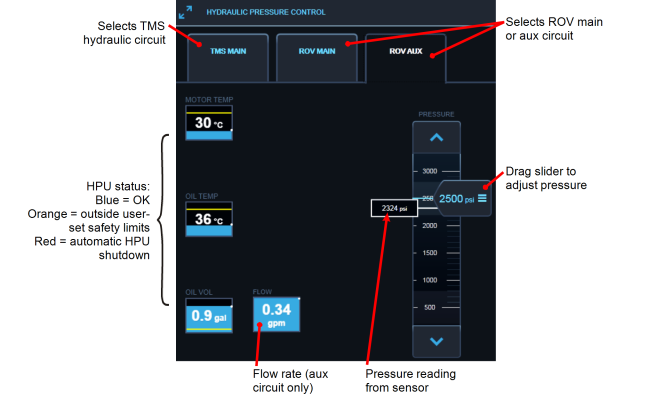 Selects TMS
hydraulic circuit
HYDRAULIC PRESSURE CONTROL
Selects ROV main
or aux circuit
TMS MAIN
ROV MAIN
ROV AUX
MOTOR TEMP
30 °C
PRESSURE
HPU status:
Blue = OK
Orange = outside user-
set safety limits
Red = automatic HPU
shutdown
OIL TEMP
36 °C
3000
2500 psi
2324 psi
2000
1500
1000
500
Drag slider to
adjust pressure
OIL VOL
0.9 gal
FLOW
0.34
gpm
Flow rate (aux
circuit only)
Pressure reading
from sensor